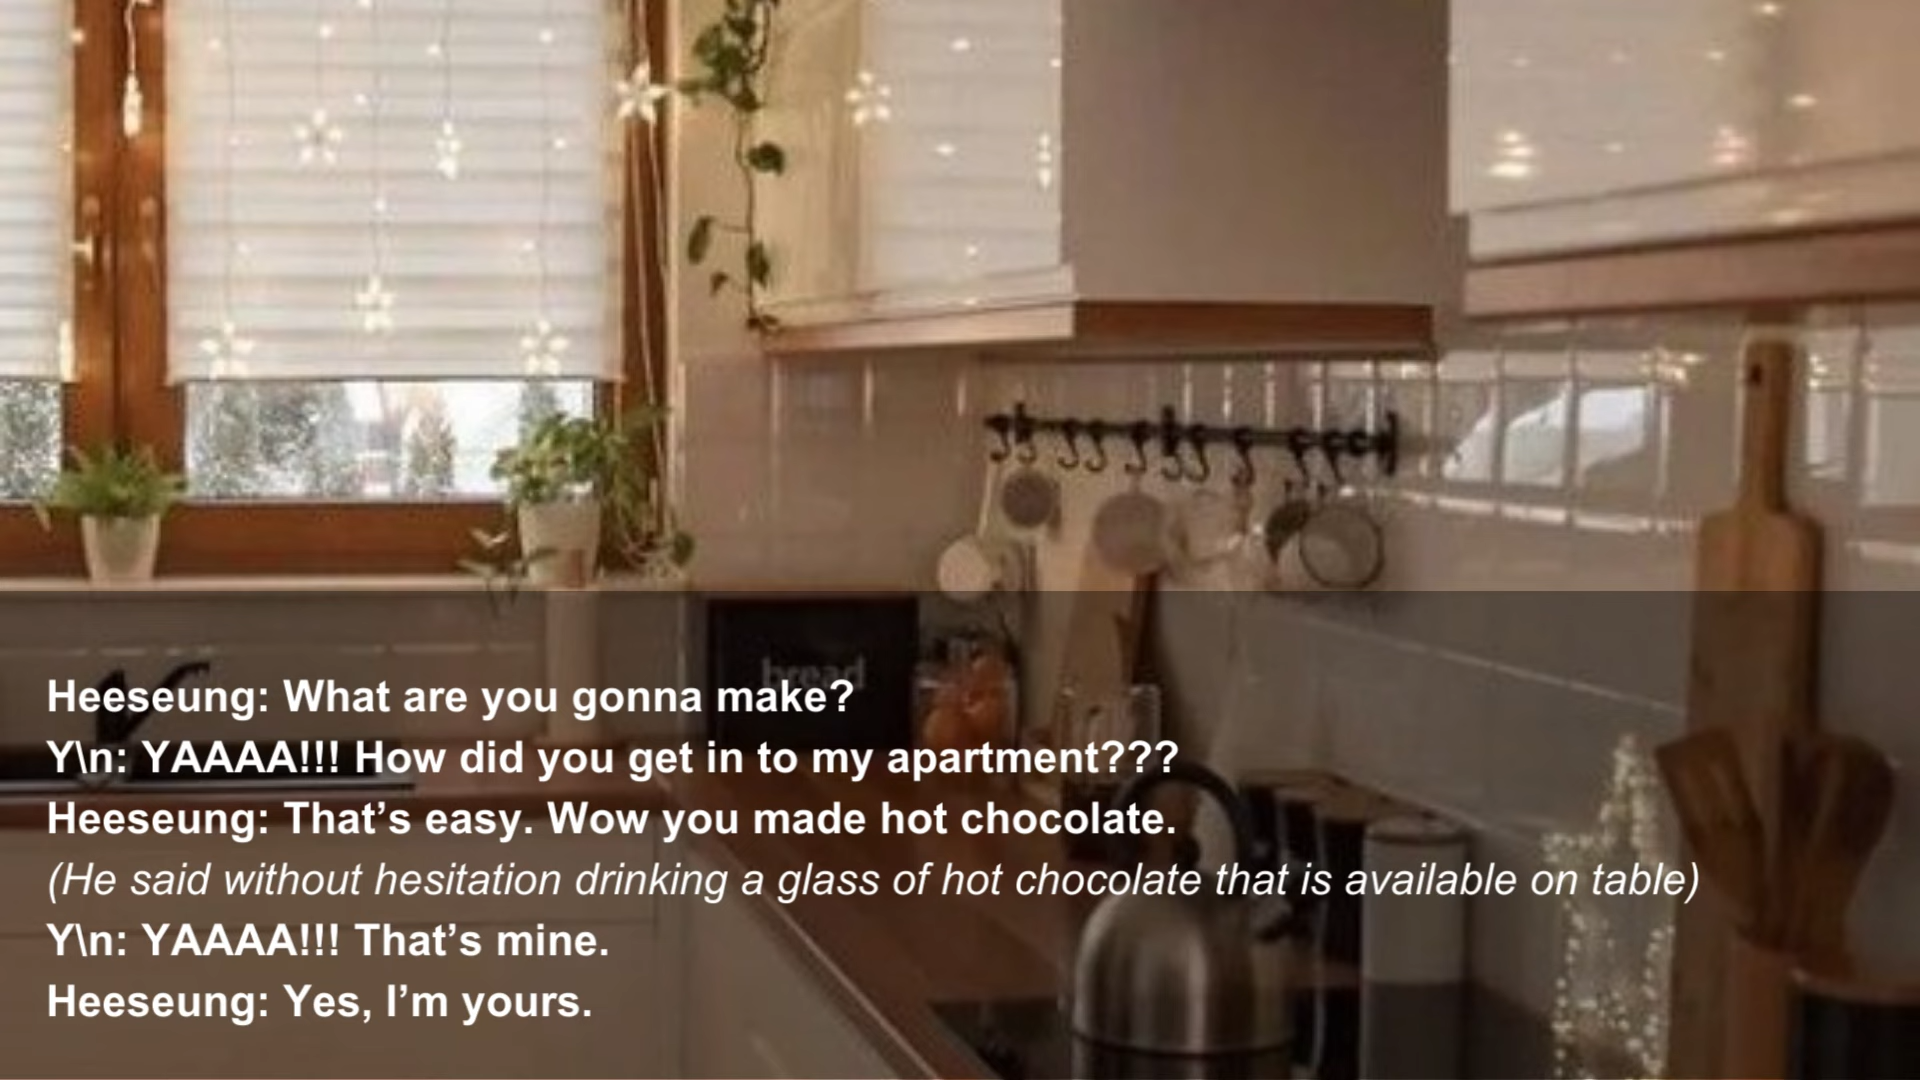 bread
Heeseung: What are you gonna make?
Y\n: YAAAA!!! How did you get in to my apartment???
Heeseung: That’s easy. Wow you made hot chocolate.
(He said without hesitation drinking a glass of hot chocolate that is available on table)
Y\n: YAAAA!!! That’s mine.
Heeseung: Yes, I’m yours.